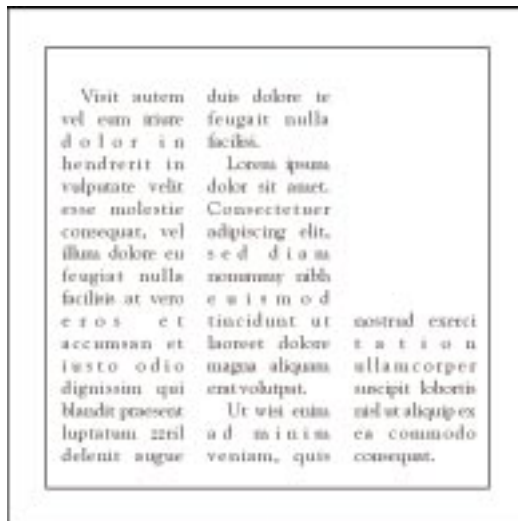 Visit autem
vel eum iriure
dolor in
hendrerit in
vulputate velit
esse molestie
consequat, vel
illum dolore eu
feugiat nulla
facilisis at vero
eros et
accumsan et
iusto odio
dignissim qui
blandit praesent
luptatum zzril
delenit augue
duis dolore te
feugait nulla
facilisi.
Lorem ipsum
dolor sit amet.
Consectetuer
adipiscing elit,
sed diam
nonummy nibh
euismod
tincidunt ut
laoreet dolore
magna aliquam
erat volutpat.
Ut wisi enim
ad minim
veniam, quis
nostrud exerci
tation
ullamcorper
suscipit lobortis
nisl ut aliquip ex
ea commodo
consequat.